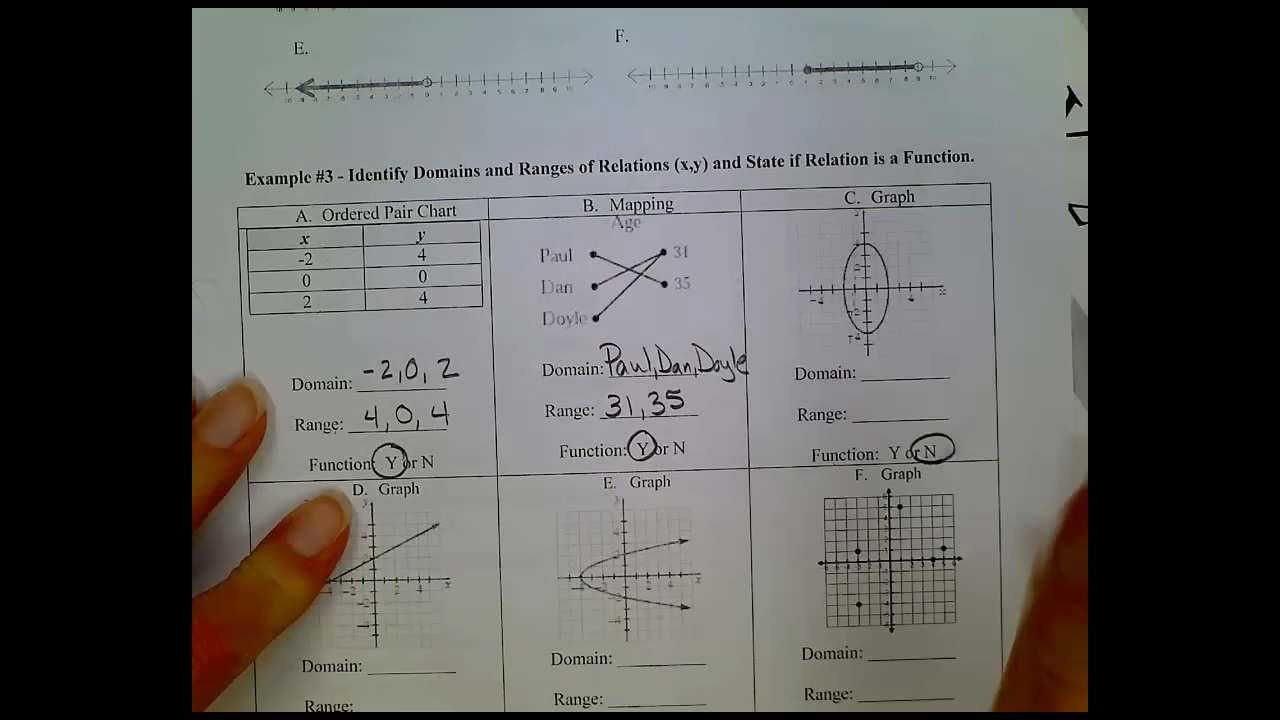 E.
F.
Example #3 - Identify Domains and Ranges of Relations (x,y) and State if Relation is a Function.
A. Ordered Pair Chart
x y
-2 4
0 0
2 4
Domain: -2, 0, 2
Range: 4, 0, 4
Function: Y or N
B. Mapping
Age
Paul 31
Dan 35
Doyle
Domain: Paul, Dan, Doyle
Range: 31, 35
Function: Y or N
C. Graph
x
Domain:
Range:
Function: Y or N
D. Graph
y
x
Domain:
Range:
E. Graph
y
x
Domain:
Range:
F. Graph
Domain:
Range: